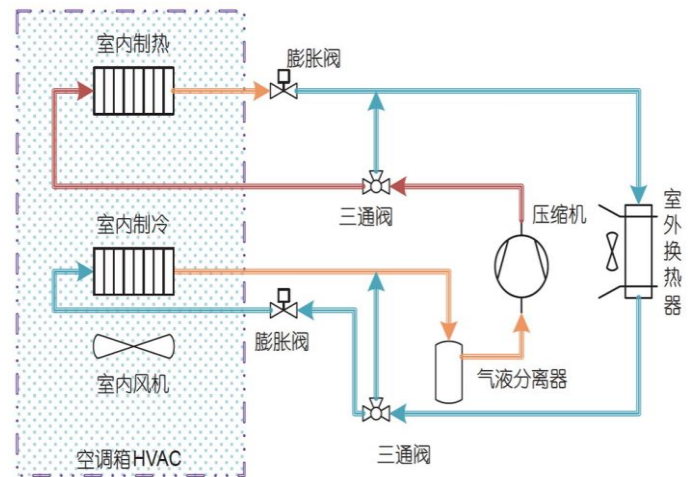 室内制热
膨胀阀
三通阀
压缩机
室外换热器
室内制冷
膨胀阀
气液分离器
室内风机
三通阀
空调箱HVAC